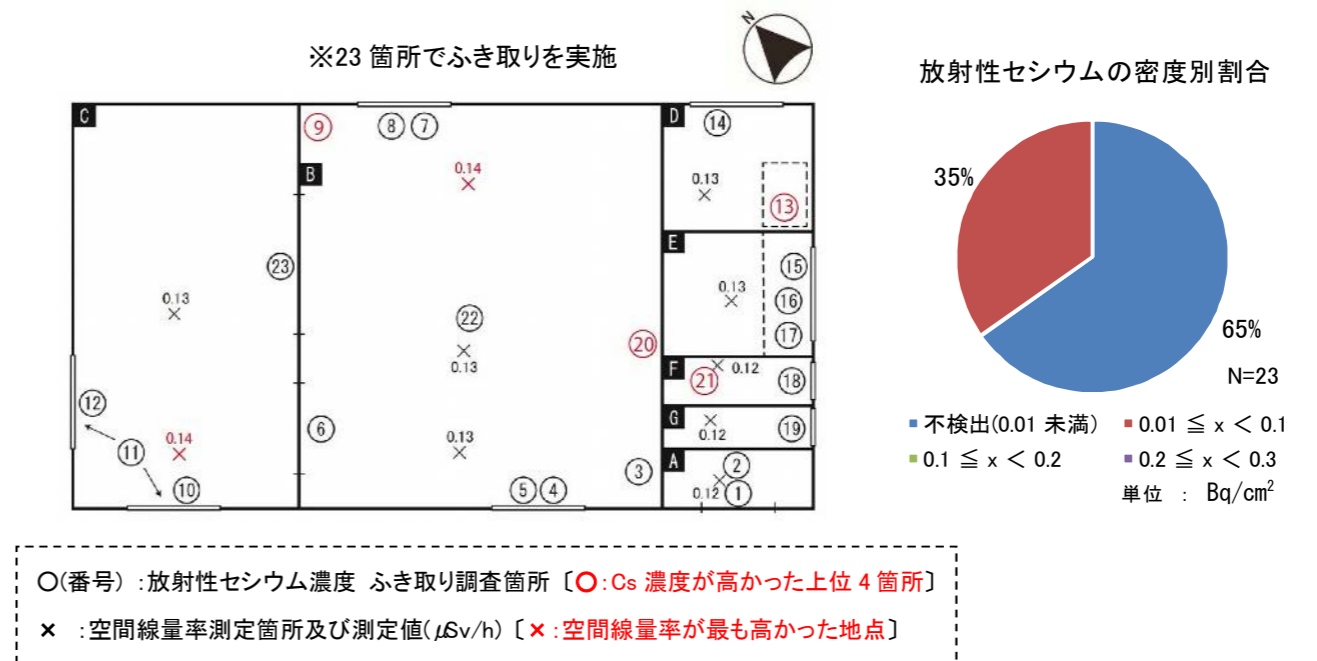 ※23 箇所でふき取りを実施
N
放射性セシウムの密度別割合
C
⑨
⑧⑦
D
⑭
B
0.14
×
0.13
×
⑬
35%
E
㉓
⑮
0.13
×
0.13
×
⑯
㉒
⑰
×
0.13
⑳
65%
F
×
0.12
㉑
⑱
N=23
⑫
G
×
0.12
⑲
⑥
不検出(0.01 未満)
0.01 ≦ x < 0.1
0.14
×
⑪
0.13
×
A
②
③
0.1 ≦ x < 0.2
0.2 ≦ x < 0.3
⑩
⑤④
×
0.12
①
単位 : Bq/cm²
○(番号) :放射性セシウム濃度 ふき取り調査箇所〔○:Cs 濃度が高かった上位 4 箇所〕
× :空間線量率測定箇所及び測定値(μSv/h)〔×:空間線量率が最も高かった地点〕